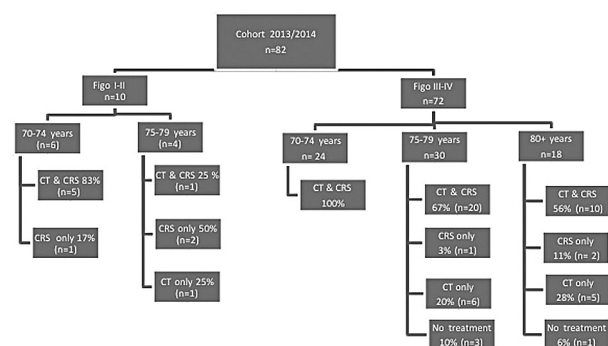 Cohort 2013/2014
n=82
Figo I-II
n=10
Figo III-IV
n=72
70-74 years
(n=6)
75-79 years
(n=4)
70-74 years
n= 24
75-79 years
n=30
80+ years
n=18
CT & CRS 83%
(n=5)
CRS only 17%
(n=1)
CT & CRS 25 %
(n=1)
CRS only 50%
(n=2)
CT only 25%
(n=1)
CT & CRS
100%
CT & CRS
67% (n=20)
CRS only
3% (n=1)
CT only
20% (n=6)
No treatment
10% (n=3)
CT & CRS
56% (n=10)
CRS only
11% (n= 2)
CT only
28% (n=5)
No treatment
6% (n=1)